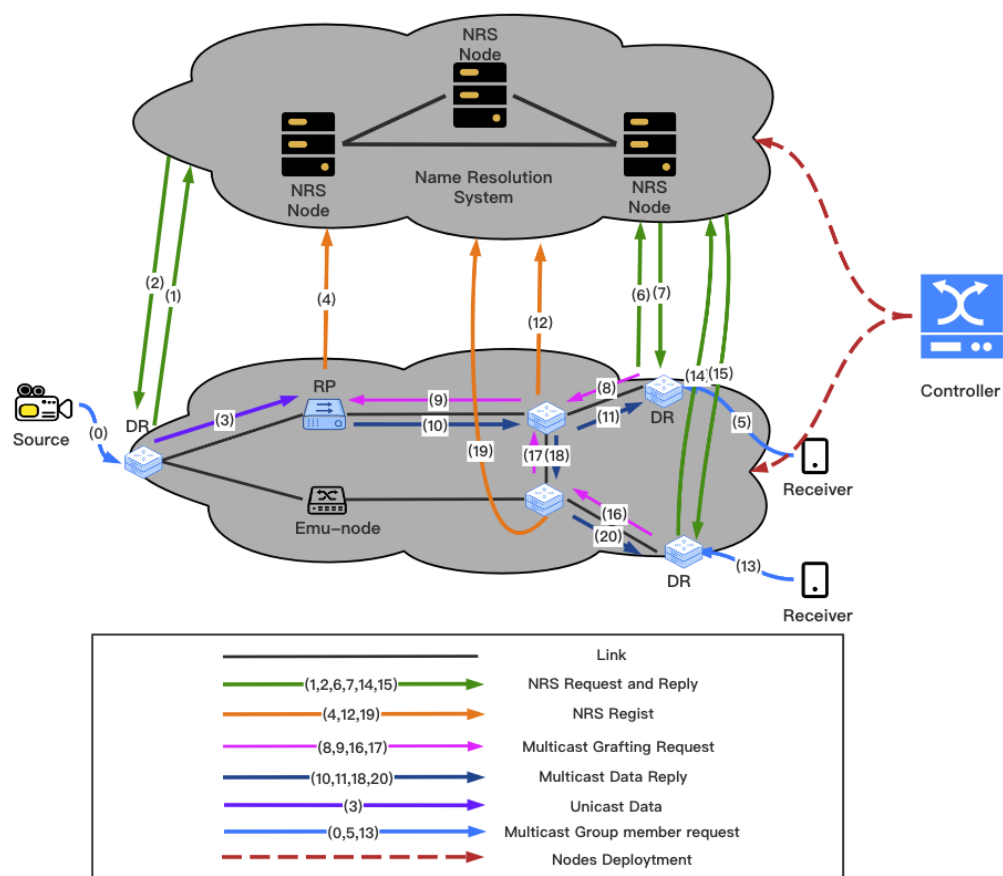 NRS
Node
NRS
Node
Name Resolution
System
NRS
Node
(2)
(1)
(4)
(12)
(6)
(7)
(14)
(15)
Controller
Source
(0)
DR
(3)
RP
(9)
(10)
(8)
(11)
DR
(5)
Receiver
(19)
(17)
(18)
Emu-node
(16)
(20)
DR
(13)
Receiver
Link
(1,2,6,7,14,15) NRS Request and Reply
(4,12,19) NRS Regist
(8,9,16,17) Multicast Grafting Request
(10,11,18,20) Multicast Data Reply
(3) Unicast Data
(0,5,13) Multicast Group member request
Nodes Deploytment